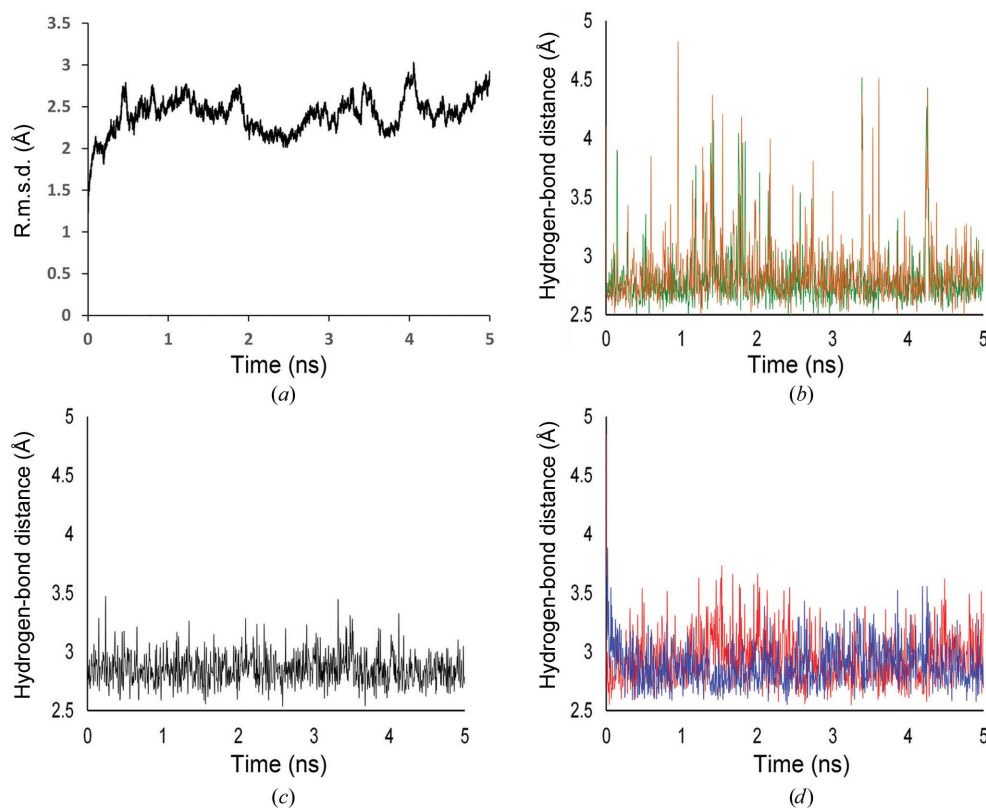 R.m.s.d. (Å)
3.5
3
2.5
2
1.5
1
0.5
0
0 1 2 3 4 5
Time (ns)
(a)
Hydrogen-bond distance (Å)
5
4.5
4
3.5
3
2.5
0 1 2 3 4 5
Time (ns)
(b)
Hydrogen-bond distance (Å)
5
4.5
4
3.5
3
2.5
0 1 2 3 4 5
Time (ns)
(c)
Hydrogen-bond distance (Å)
5
4.5
4
3.5
3
2.5
0 1 2 3 4 5
Time (ns)
(d)